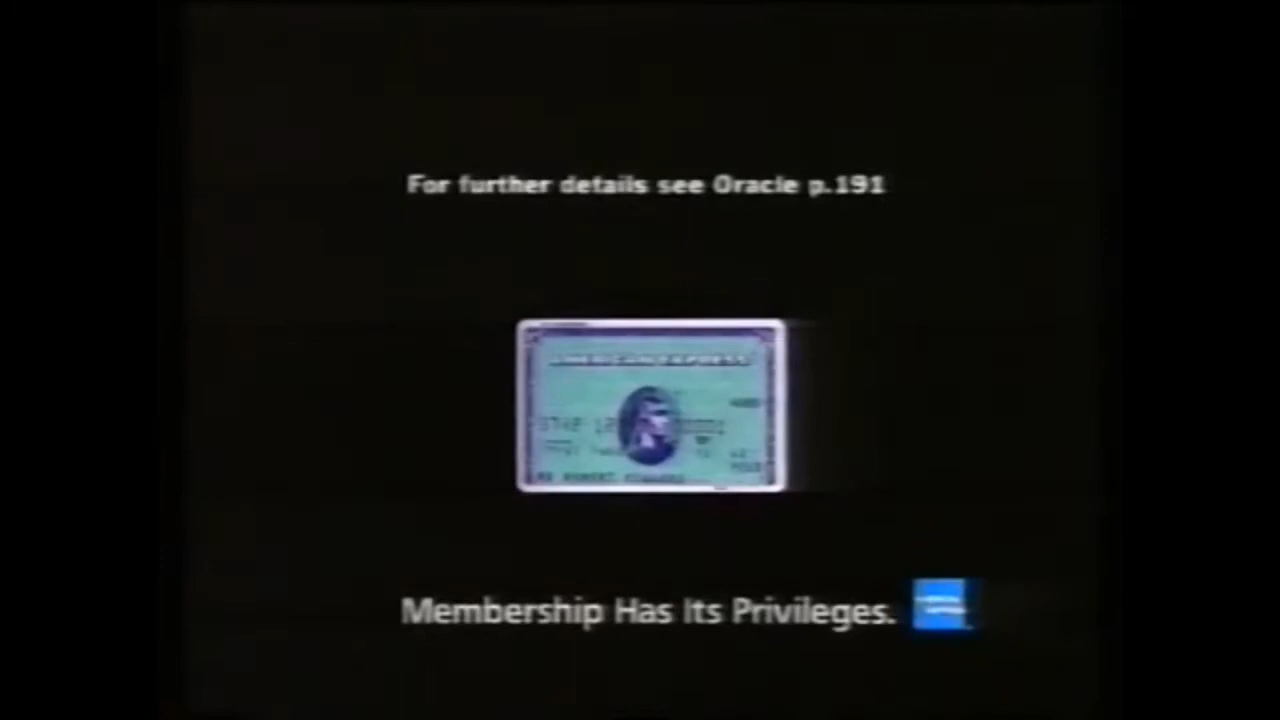 For further details see Oracle p.191
AMERICAN EXPRESS
Membership Has Its Privileges.